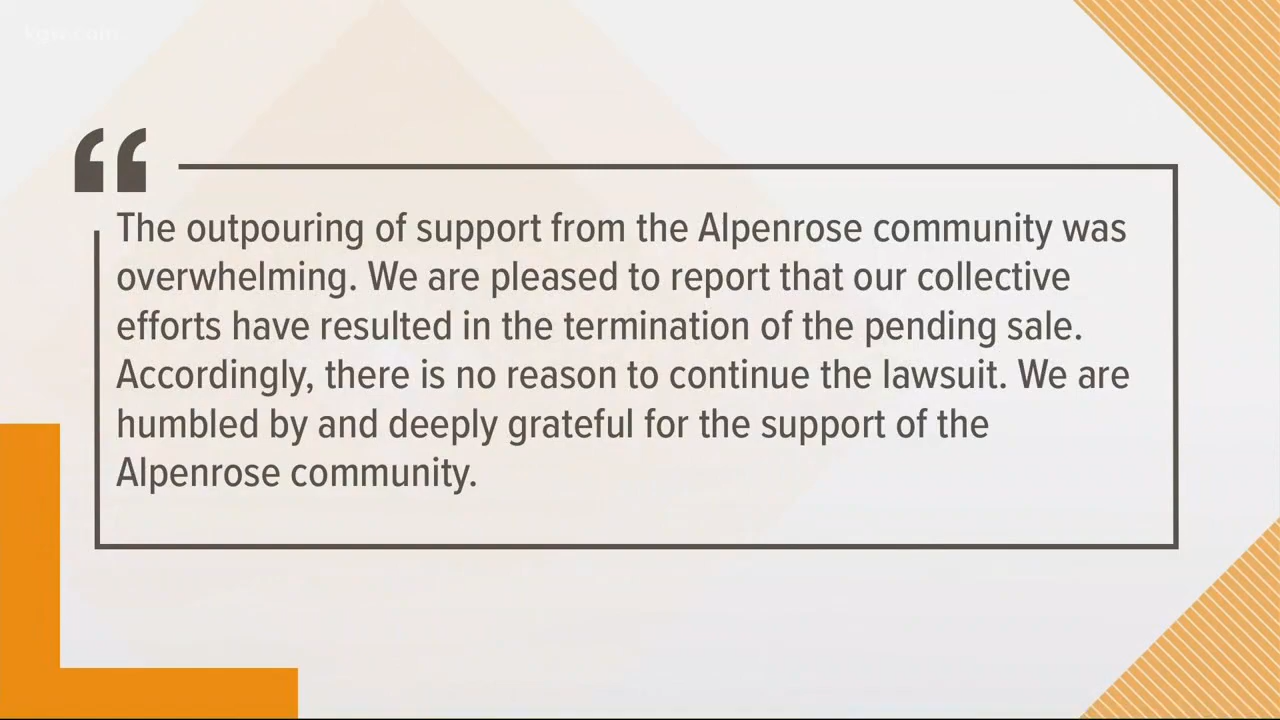 kgw.com
“
The outpouring of support from the Alpenrose community was
overwhelming. We are pleased to report that our collective
efforts have resulted in the termination of the pending sale.
Accordingly, there is no reason to continue the lawsuit. We are
humbled by and deeply grateful for the support of the
Alpenrose community.